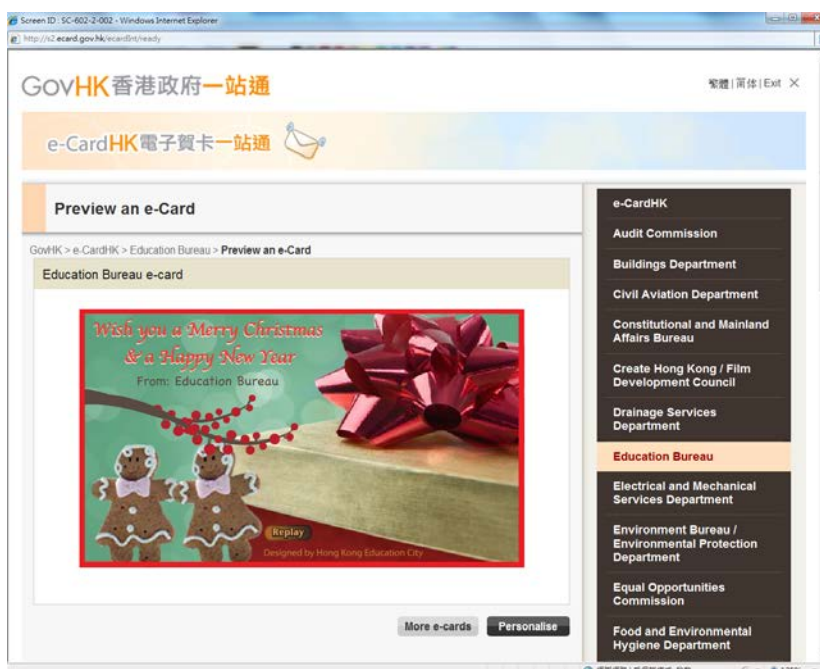 Screen ID : SC-602-2-002 - Windows Internet Explorer
http://s2.ecard.gov.hk/ecardInt/ready
GovHK香港政府一站通
繁體 | 简体 | Exit ×
e-CardHK電子賀卡一站通
Preview an e-Card
GovHK > e-CardHK > Education Bureau > Preview an e-Card
Education Bureau e-card
Wish you a Merry Christmas
& a Happy New Year
From: Education Bureau
Replay
Designed by Hong Kong Education City
More e-cards
Personalise
e-CardHK
Audit Commission
Buildings Department
Civil Aviation Department
Constitutional and Mainland
Affairs Bureau
Create Hong Kong / Film
Development Council
Drainage Services
Department
Education Bureau
Electrical and Mechanical
Services Department
Environment Bureau /
Environmental Protection
Department
Equal Opportunities
Commission
Food and Environmental
Hygiene Department